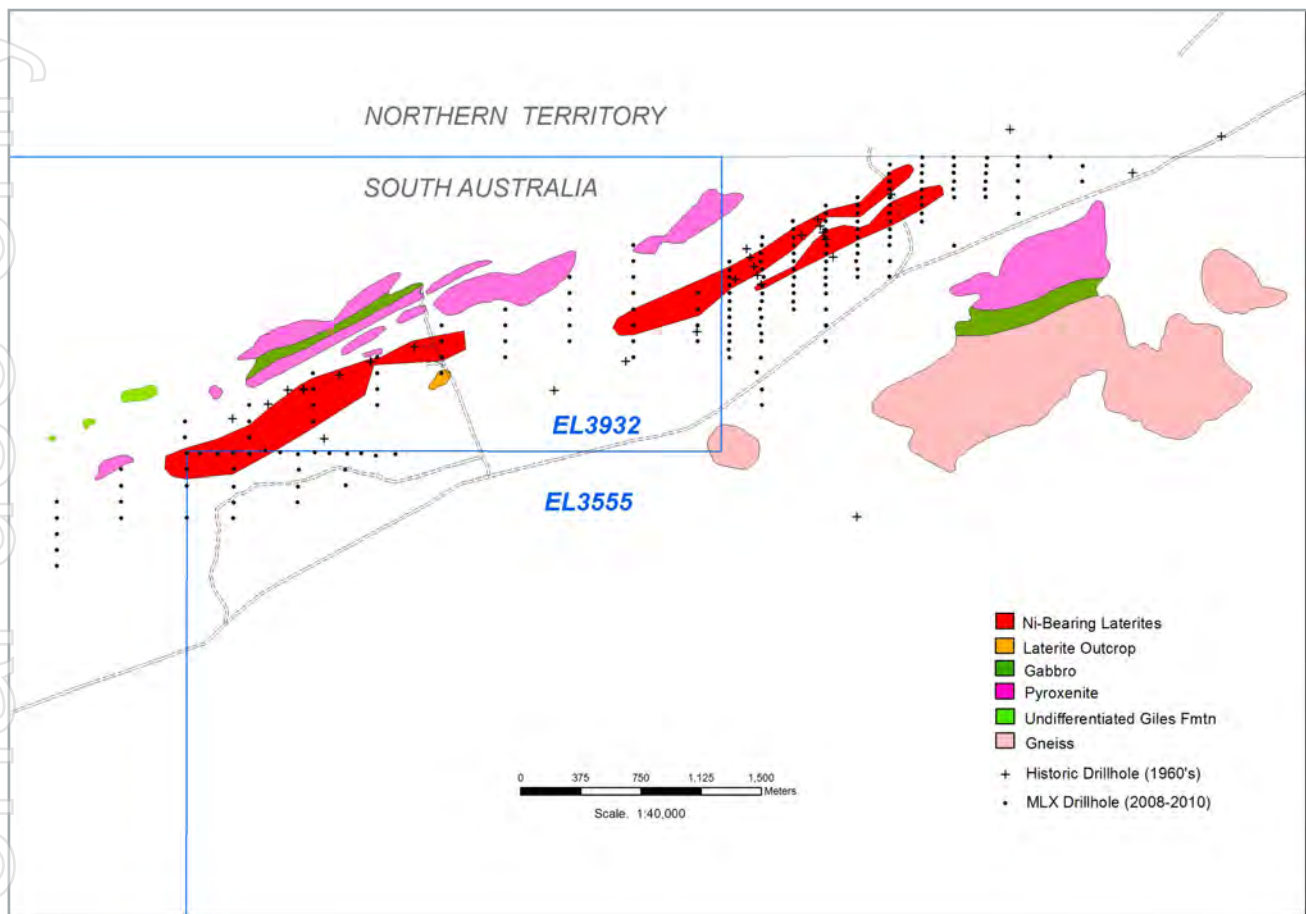 NORTHERN TERRITORY
SOUTH AUSTRALIA
EL3932
EL3555
Ni-Bearing Laterites
Laterite Outcrop
Gabbro
Pyroxenite
Undifferentiated Giles Fmtn
Gneiss
Historic Drillhole (1960's)
MLX Drillhole (2008-2010)
0 375 750 1,125 1,500
Meters
Scale. 1:40,000